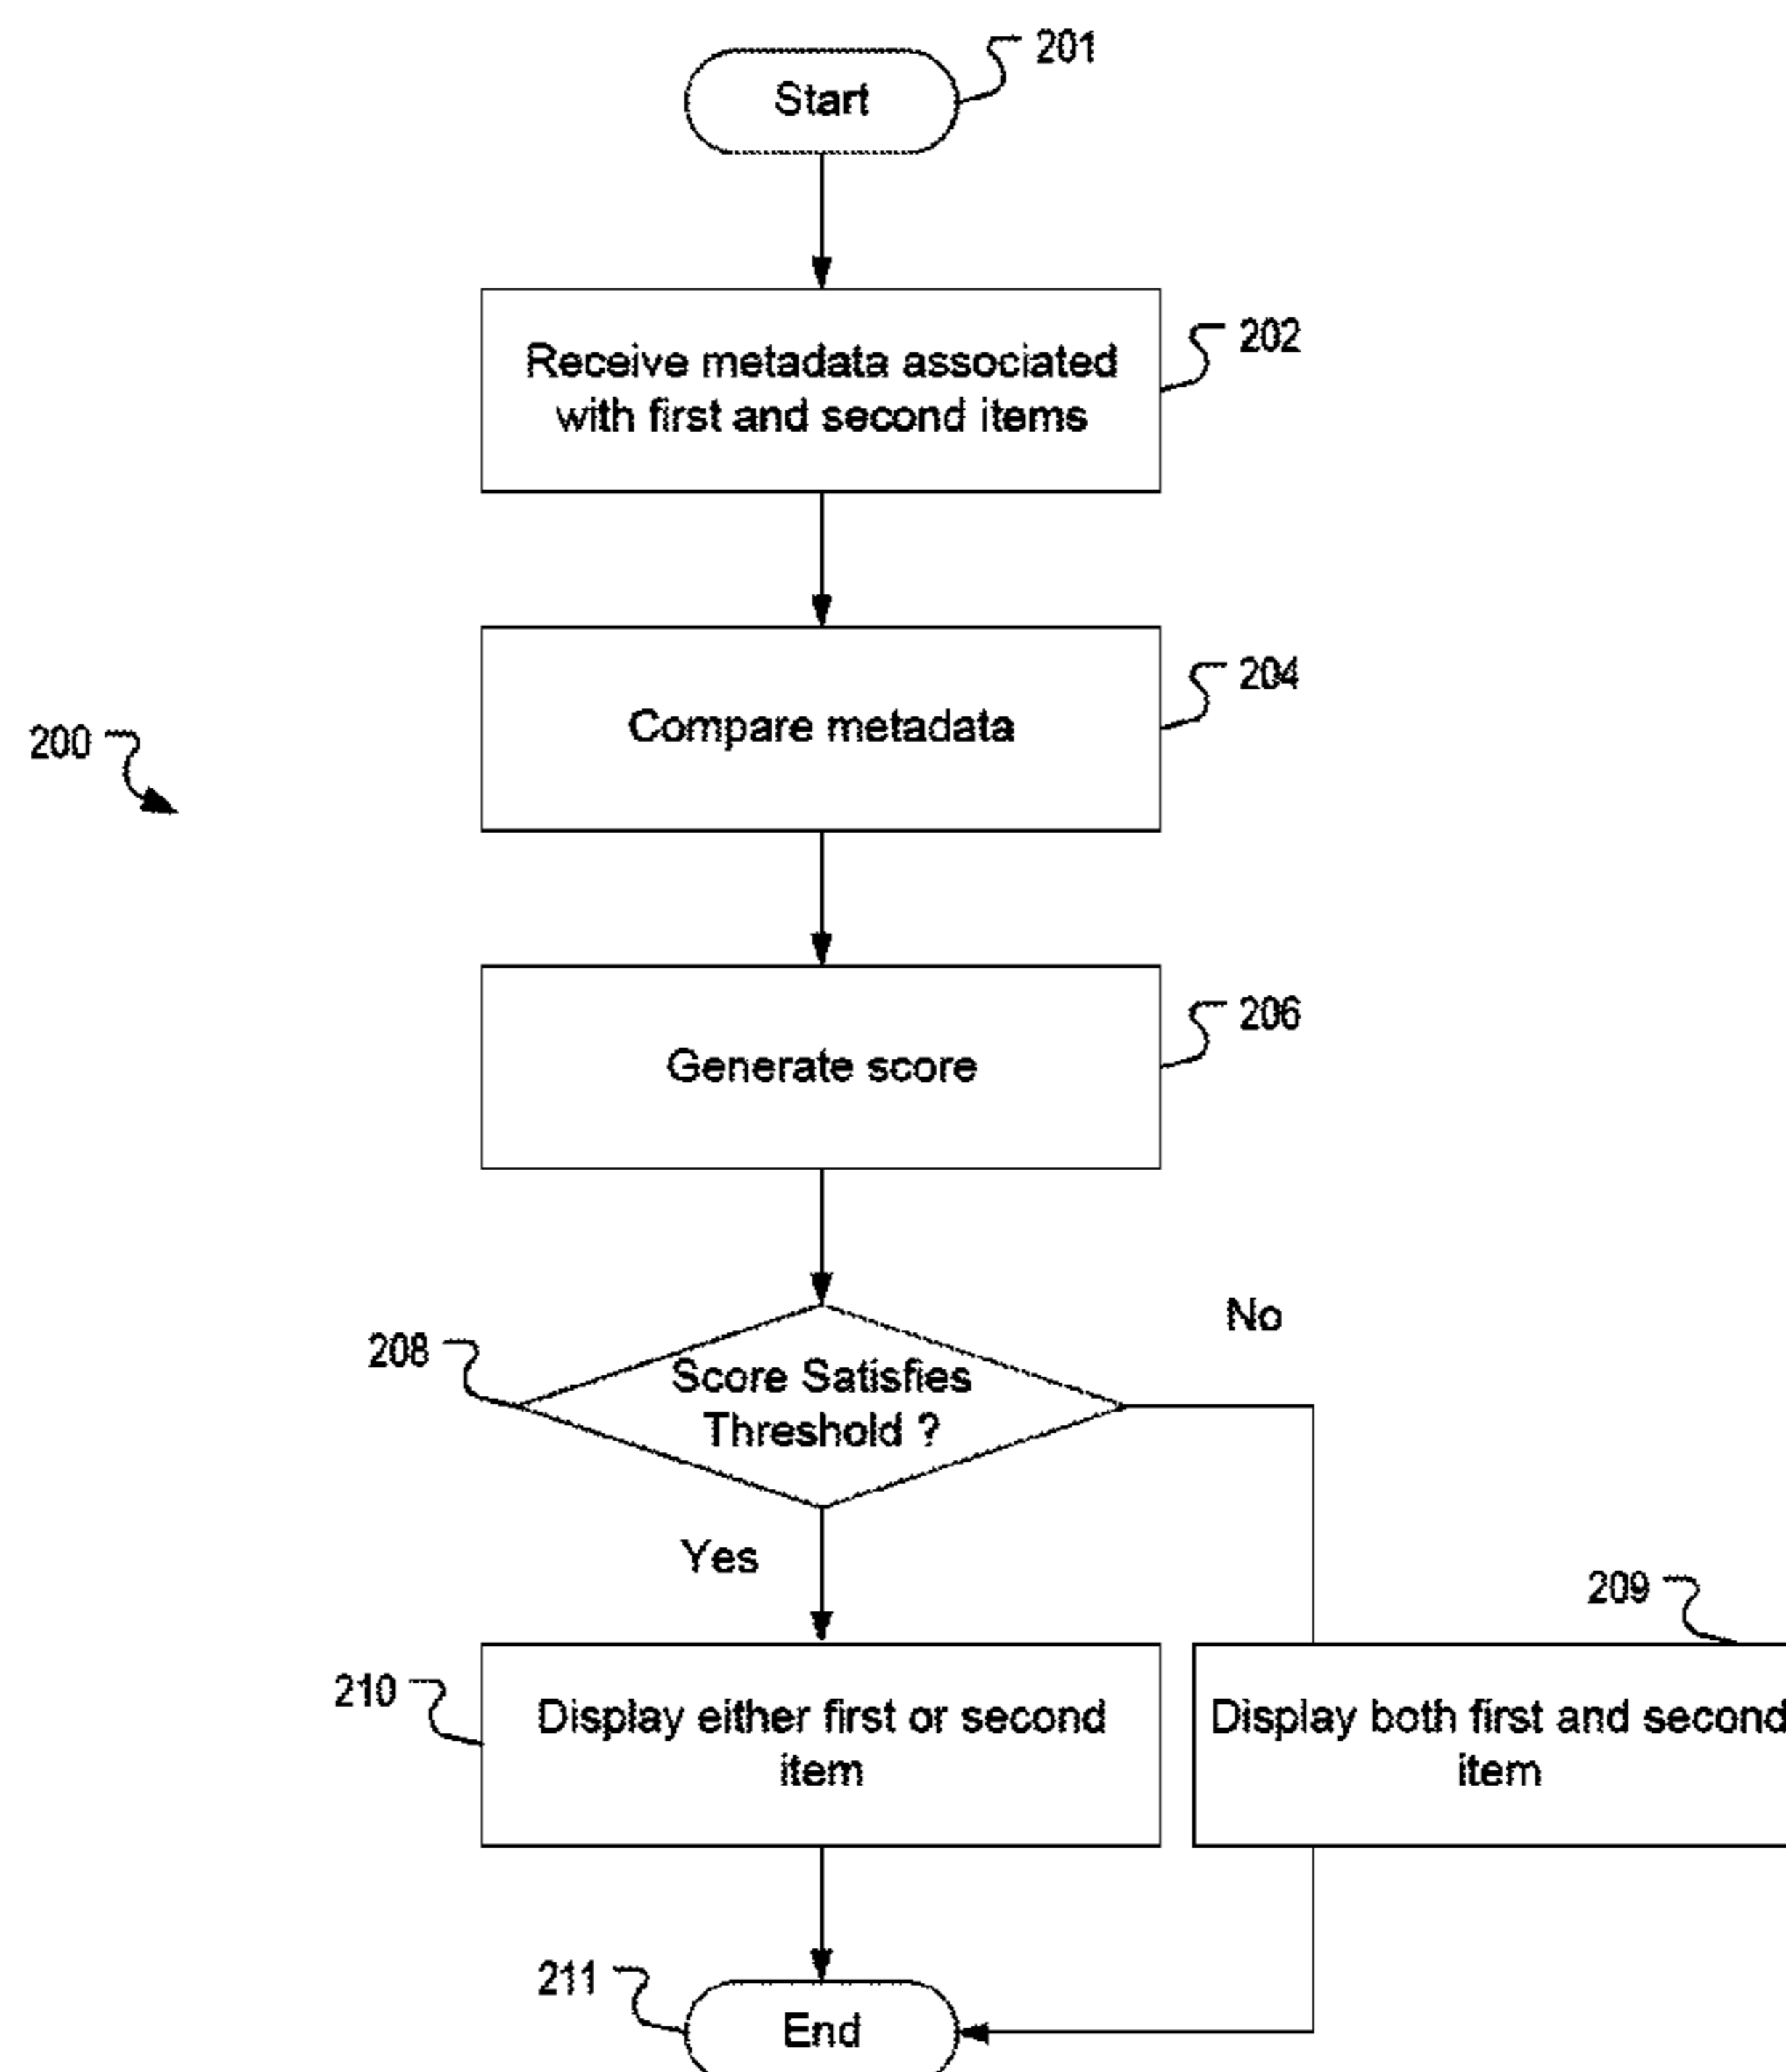 Start
201
Receive metadata associated
with first and second items
202
Compare metadata
204
200
Generate score
206
208
Score Satisfies
Threshold ?
No
Yes
209
210
Display either first or second
item
Display both first and second
item
211
End